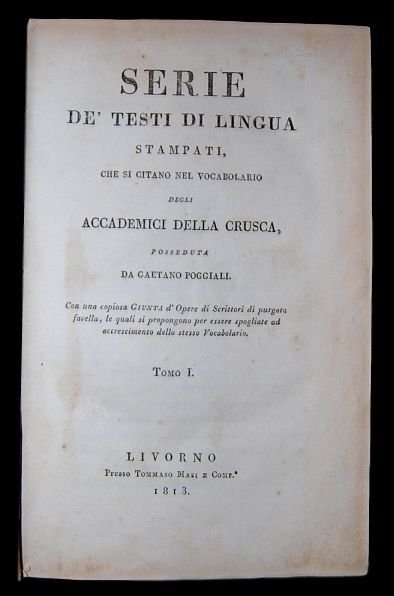 SERIE
DE' TESTI DI LINGUA
STAMPATI,
CHE SI CITANO NEL VOCABOLARIO
DEGLI
ACCADEMICI DELLA CRUSCA,
POSSEDUTA
DA GAETANO POGGIALI.
Con una copiosa GIUNTA d' Opere di Scrittori di purgata
favella, le quali si propongono per essere spogliate ad
accrescimento dello stesso Vocabolario.
TOMO I.
LIVORNO
Presso TOMMASO MASI E COMP.º
1813.